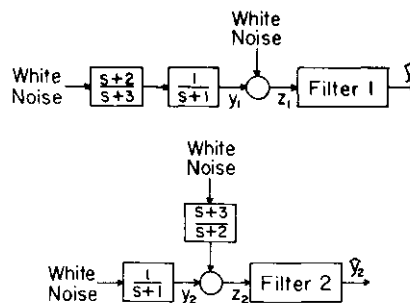 White
Noise
White
Noise
s+2
s+3
1
s+1
y₁
z₁
Filter 1
White
Noise
s+3
s+2
White
Noise
1
s+1
y₂
z₂
Filter 2
ŷ₂